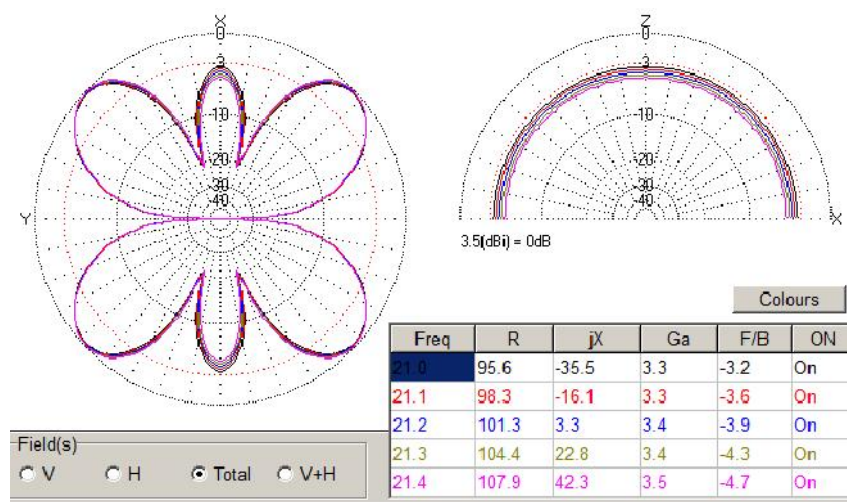 X
0
-3
-10
-20
-30
-40
Y
Z
0
-3
-10
-20
-30
-40
X
3.5(dBi) = 0dB
Colours
Freq R jX Ga F/B ON
21.0 95.6 -35.5 3.3 -3.2 On
21.1 98.3 -16.1 3.3 -3.6 On
21.2 101.3 3.3 3.4 -3.9 On
21.3 104.4 22.8 3.4 -4.3 On
21.4 107.9 42.3 3.5 -4.7 On
Field(s)
V H Total V+H